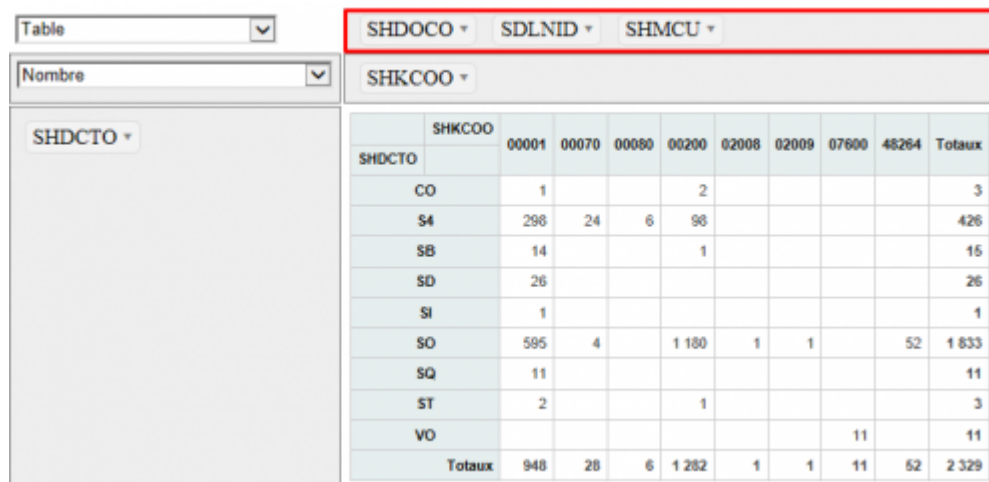 Table SHDOCO SDLNID SHMCU
Nombre SHKCOO
SHDCTO
SHKCOO 00001 00070 00080 00200 02008 02009 07600 48264 Totaux
SHDCTO
CO 1 2 3
S4 298 24 6 98 426
SB 14 1 15
SD 26 26
SI 1 1
SO 595 4 1 180 1 1 52 1 833
SQ 11 11
ST 2 1 3
VO 11 11
Totaux 948 28 6 1 282 1 1 11 52 2 329